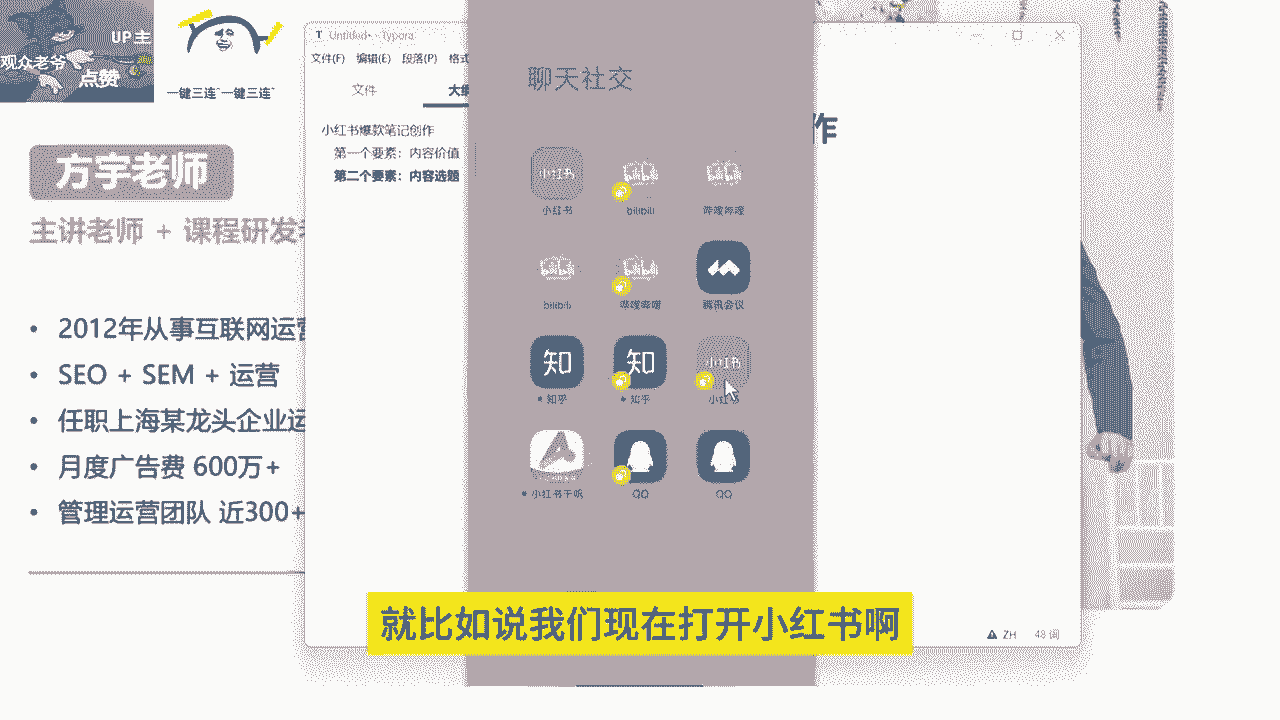 UP主
观众老爷
点赞
一键三连~一键三连~
方宇老师
主讲老师 + 课程研发
• 2012年从事互联网运营
• SEO + SEM + 运营
• 任职上海某龙头企业运
• 月度广告费 600万+
• 管理运营团队 近300+
Untitled• - Typora
文件(F) 编辑(E) 段落(P) 格式
文件 大纲
小红书爆款笔记创作
第一个要素：内容价值
第二个要素：内容选题
作
聊天社交
小红书
小红书 bilibili 哔哩哔哩
bilibili 哔哩哔哩 腾讯会议
知 知 小红书
知乎 知乎 小红书
小红书千帆 QQ QQ
ZH 48 词
就比如说我们现在打开小红书啊